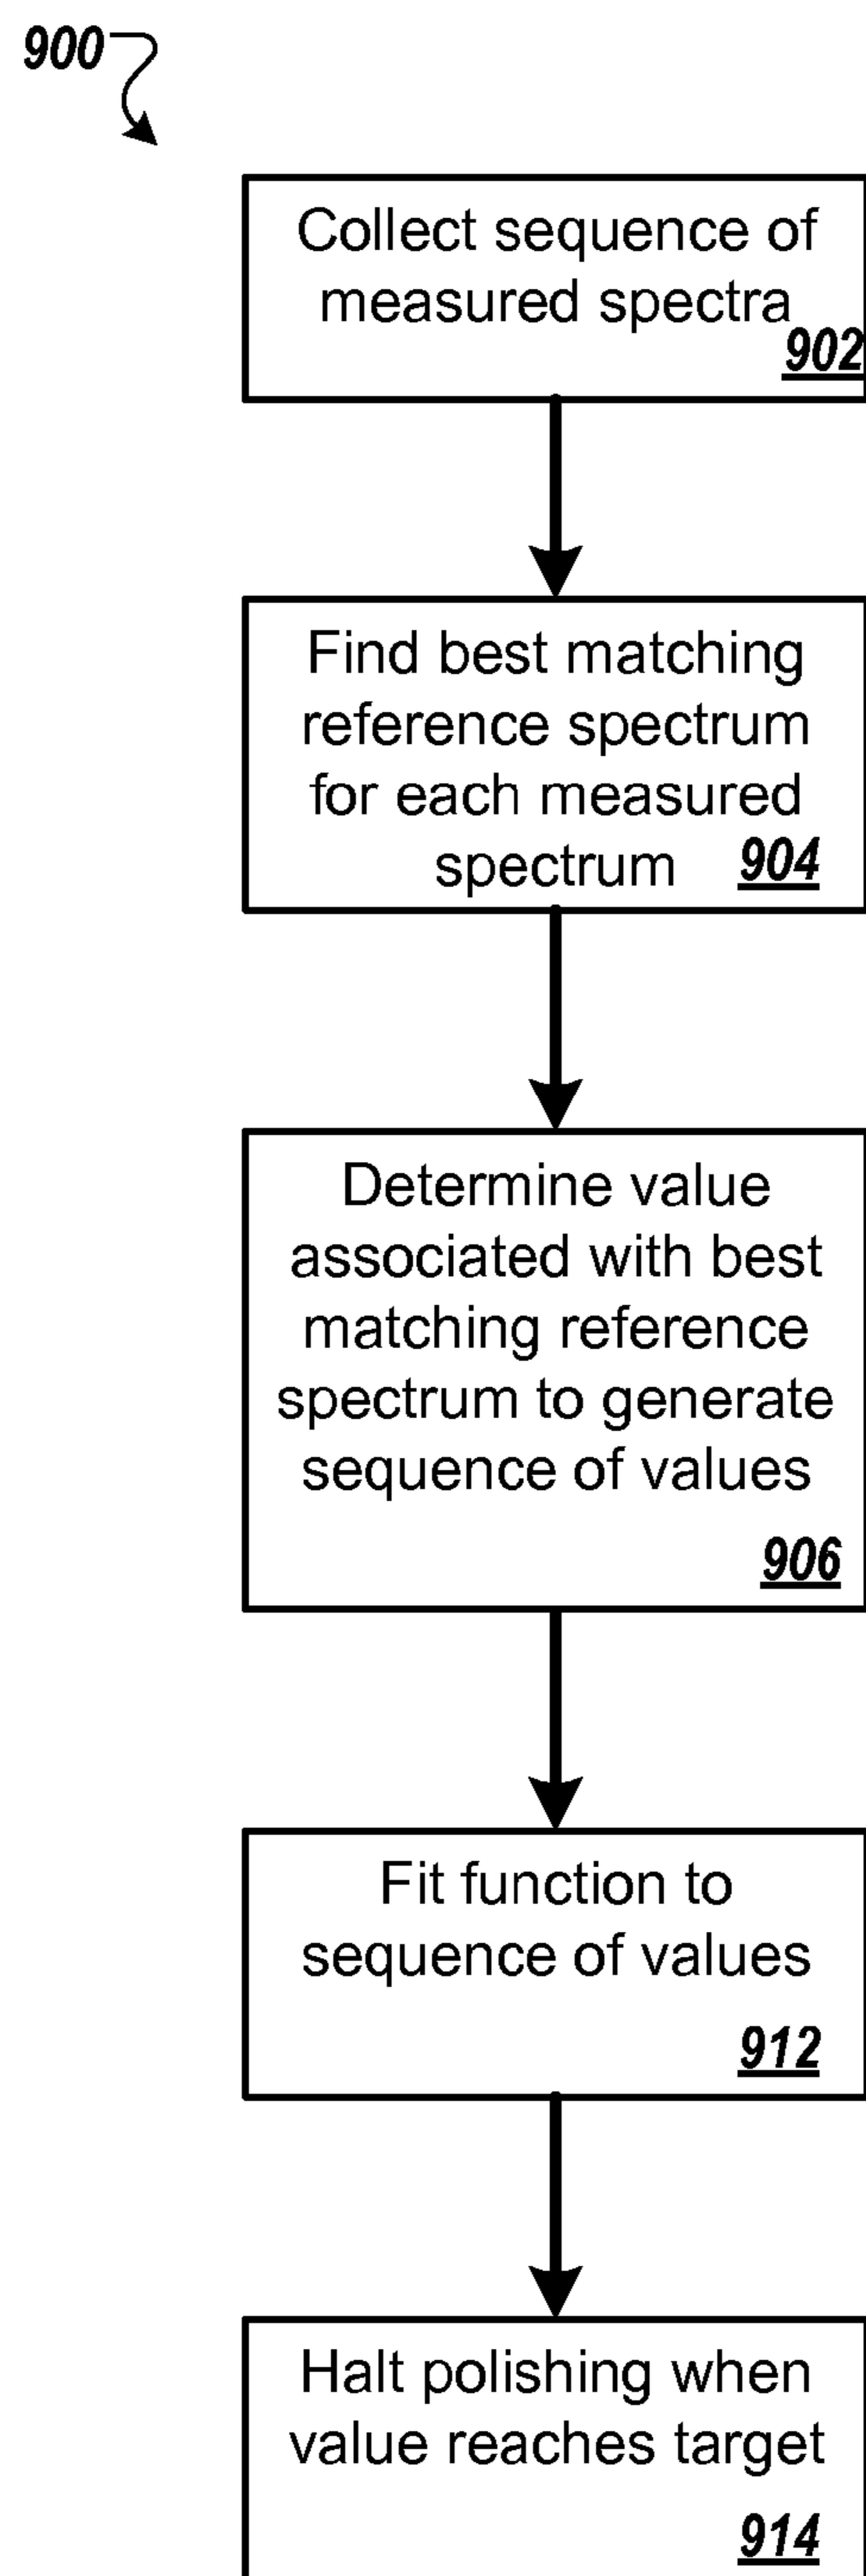 900
Collect sequence of
measured spectra
902
Find best matching
reference spectrum
for each measured
spectrum 904
Determine value
associated with best
matching reference
spectrum to generate
sequence of values
906
Fit function to
sequence of values
912
Halt polishing when
value reaches target
914